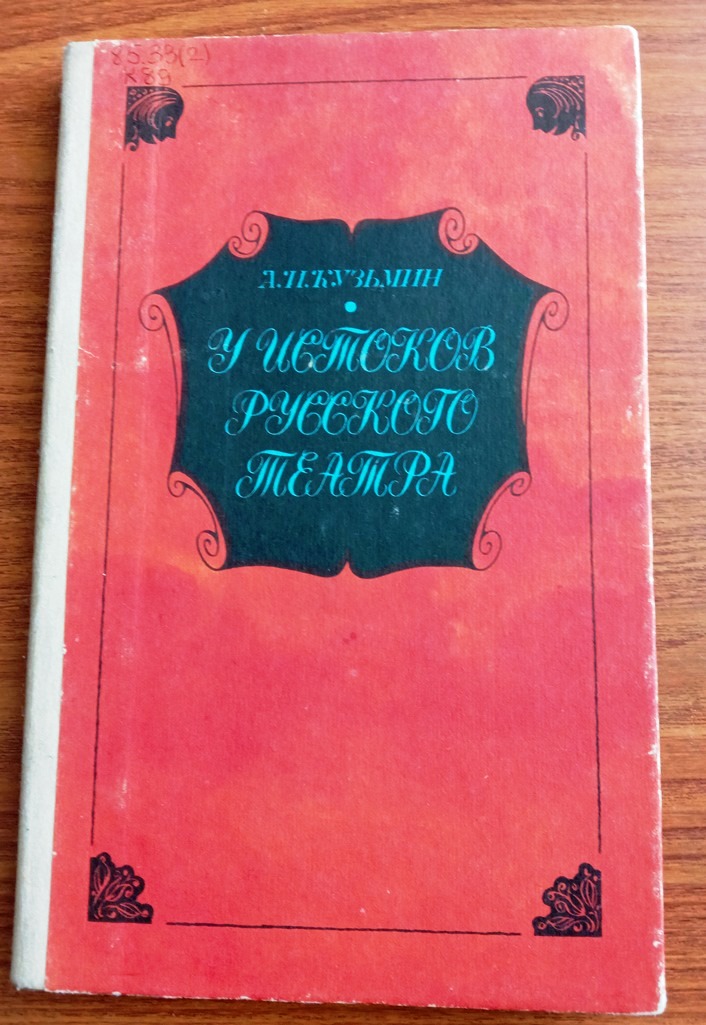 85.33(2)
К89
А.И.КУЗЬМИН
У ИСТОКОВ
РУССКОГО
ТЕАТРА